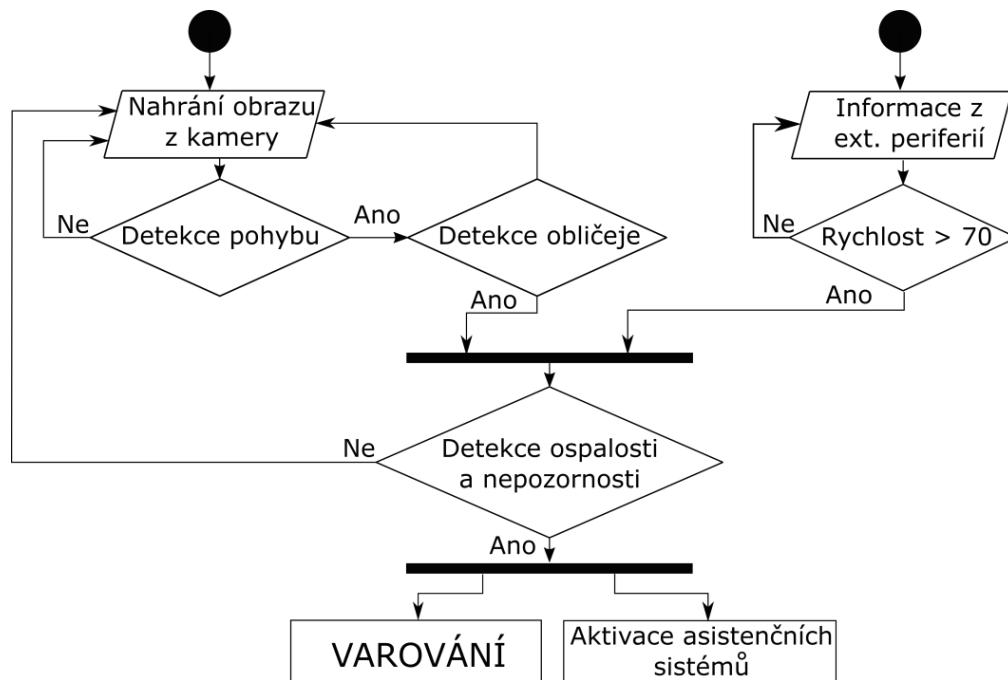 Nahrání obrazu
z kamery
Informace z
ext. periferií
Ne
Detekce pohybu
Ano
Detekce obličeje
Ne
Rychlost > 70
Ano
Ano
Ne
Detekce ospalosti
a nepozornosti
Ano
VAROVÁNÍ
Aktivace asistenčních
sistémů